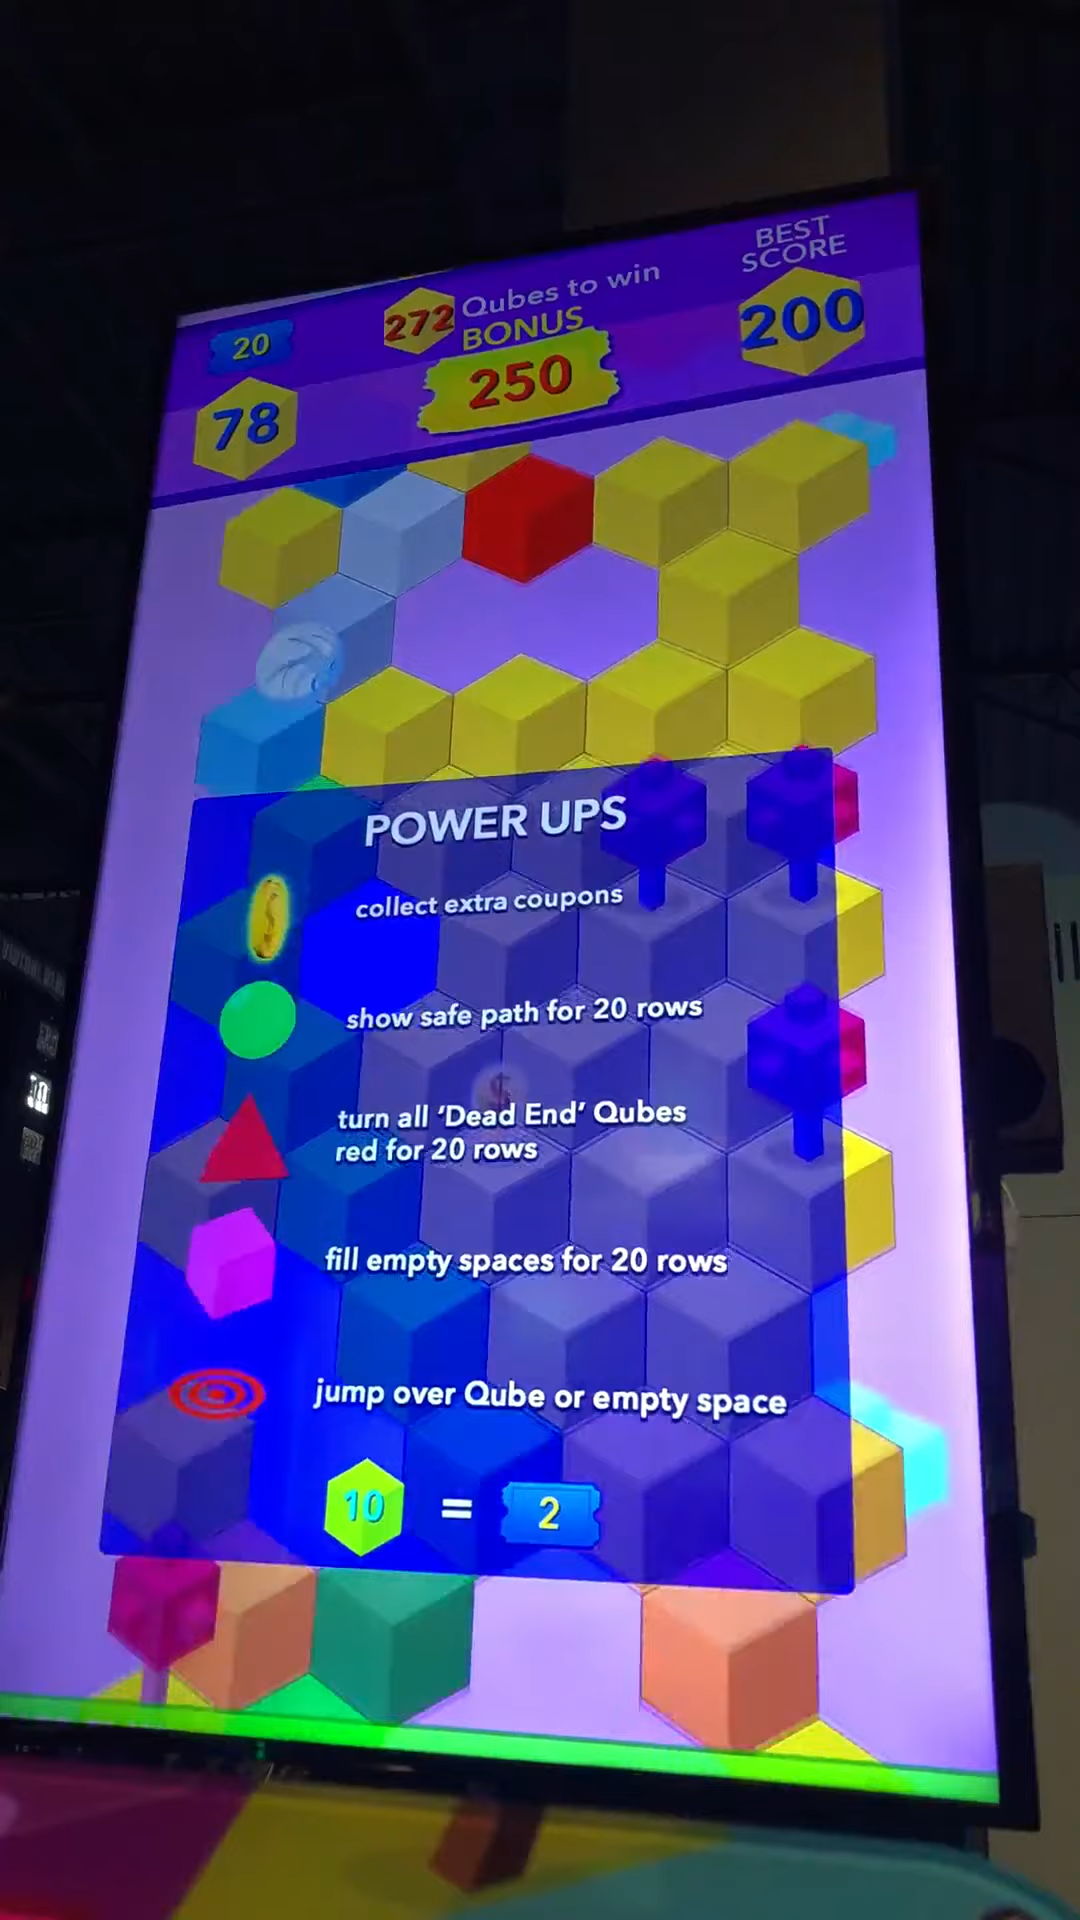 BEST
SCORE
200
272 Qubes to win
BONUS
250
20
78
POWER UPS
collect extra coupons
show safe path for 20 rows
turn all ‘Dead End’ Qubes
red for 20 rows
fill empty spaces for 20 rows
jump over Qube or empty space
10 = 2